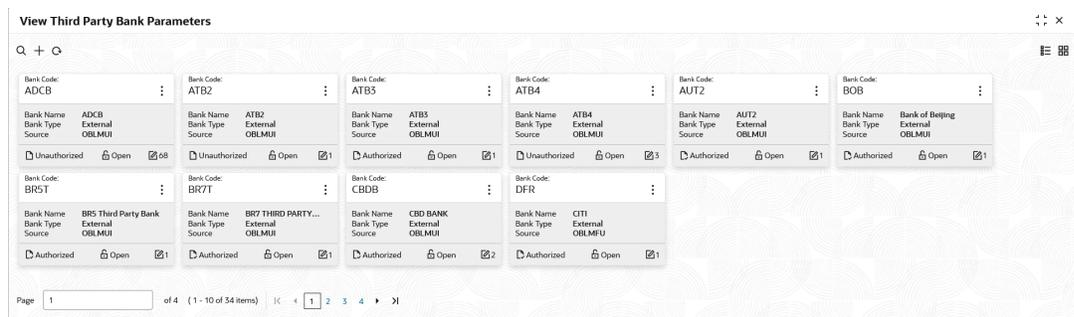 View Third Party Bank Parameters
Bank Code:
ADCB
Bank Name ADCB
Bank Type External
Source OBLMUI
Unauthorized Open 68
Bank Code:
ATB2
Bank Name ATB2
Bank Type External
Source OBLMUI
Unauthorized Open 1
Bank Code:
ATB3
Bank Name ATB3
Bank Type External
Source OBLMUI
Authorized Open 1
Bank Code:
ATB4
Bank Name ATB4
Bank Type External
Source OBLMUI
Unauthorized Open 3
Bank Code:
AUT2
Bank Name AUT2
Bank Type External
Source OBLMUI
Authorized Open 1
Bank Code:
BOB
Bank Name Bank of Beijing
Bank Type External
Source OBLMUI
Authorized Open 1
Bank Code:
BR5T
Bank Name BR5 Third Party Bank
Bank Type External
Source OBLMUI
Authorized Open 1
Bank Code:
BR7T
Bank Name BR7 THIRD PARTY...
Bank Type External
Source OBLMUI
Authorized Open 1
Bank Code:
CBDB
Bank Name CBD BANK
Bank Type External
Source OBLMUI
Authorized Open 2
Bank Code:
DFR
Bank Name CITI
Bank Type External
Source OBLMFU
Authorized Open 1
Page 1 of 4 ( 1 - 10 of 34 items) 1 2 3 4